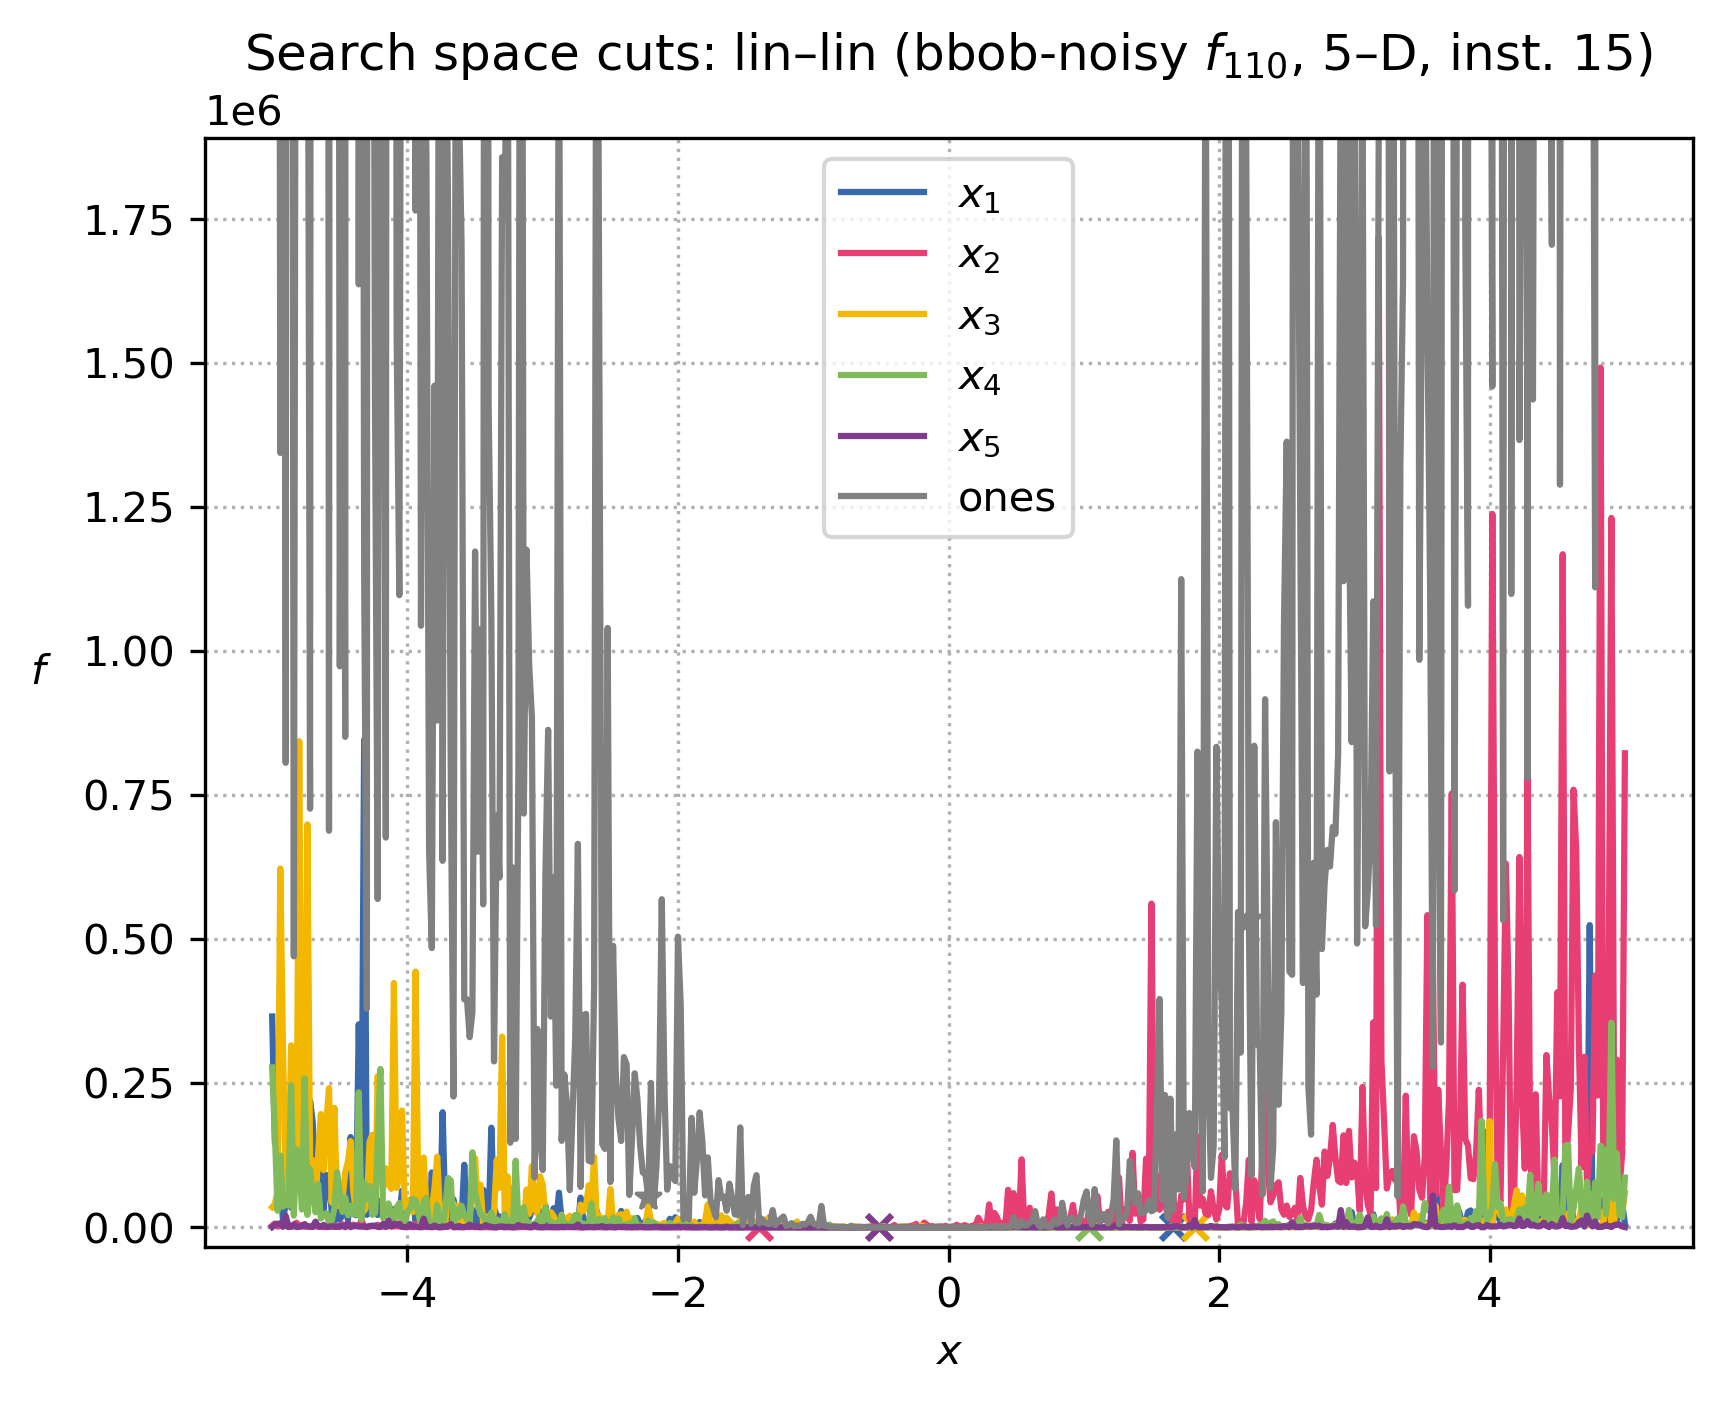 Search space cuts: lin–lin (bbob-noisy f₁₁₀, 5–D, inst. 15)
1e6
x₁
x₂
x₃
x₄
x₅
ones
1.75
1.50
1.25
1.00
0.75
0.50
0.25
0.00
f
−4 −2 0 2 4
x